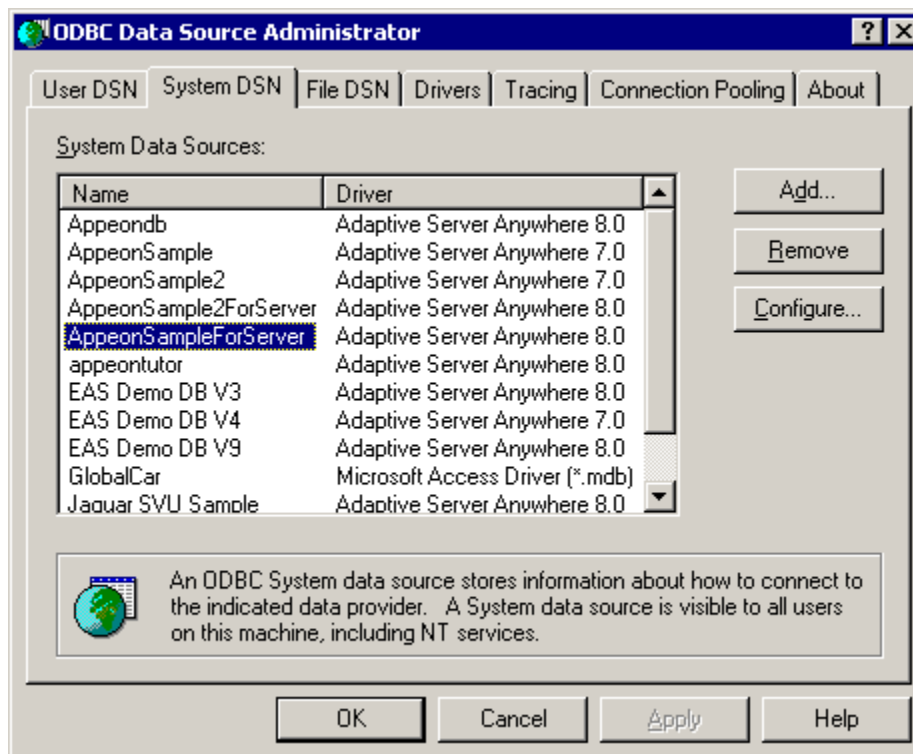 ODBC Data Source Administrator
User DSN System DSN File DSN Drivers Tracing Connection Pooling About
System Data Sources:
Name Driver
Appeondb Adaptive Server Anywhere 8.0
AppeonSample Adaptive Server Anywhere 7.0
AppeonSample2 Adaptive Server Anywhere 7.0
AppeonSample2ForServer Adaptive Server Anywhere 8.0
AppeonSampleForServer Adaptive Server Anywhere 8.0
appeontutor Adaptive Server Anywhere 8.0
EAS Demo DB V3 Adaptive Server Anywhere 8.0
EAS Demo DB V4 Adaptive Server Anywhere 7.0
EAS Demo DB V9 Adaptive Server Anywhere 8.0
GlobalCar Microsoft Access Driver (*.mdb)
Jaguar SVU Sample Adaptive Server Anywhere 8.0
Add...
Remove
Configure...
An ODBC System data source stores information about how to connect to
the indicated data provider. A System data source is visible to all users
on this machine, including NT services.
OK Cancel Apply Help